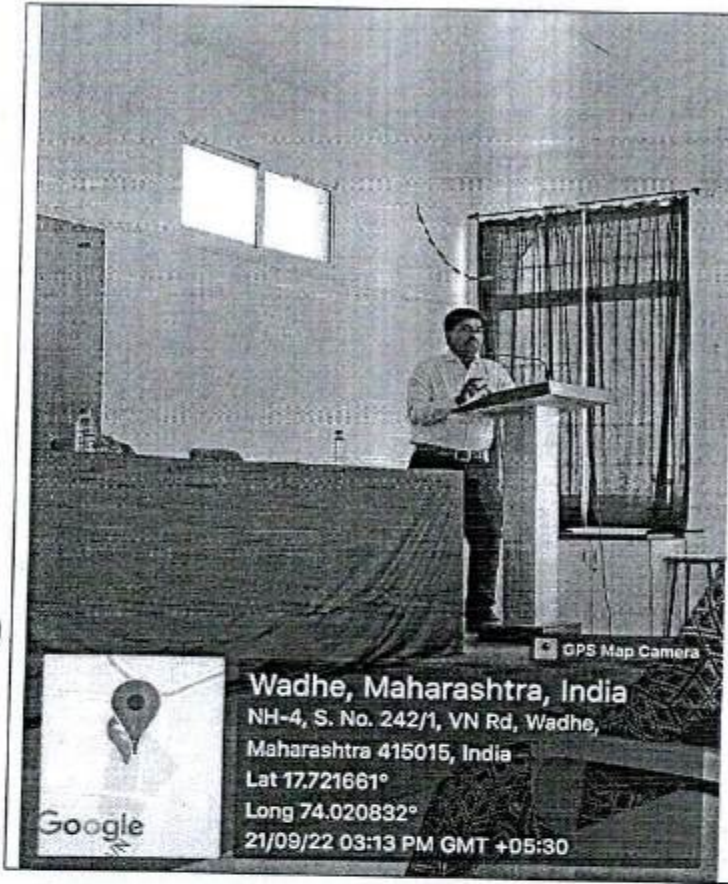 GPS Map Camera
Wadhe, Maharashtra, India
NH-4, S. No. 242/1, VN Rd, Wadhe,
Maharashtra 415015, India
Lat 17.721661°
Long 74.020832°
21/09/22 03:13 PM GMT +05:30
Google
VN